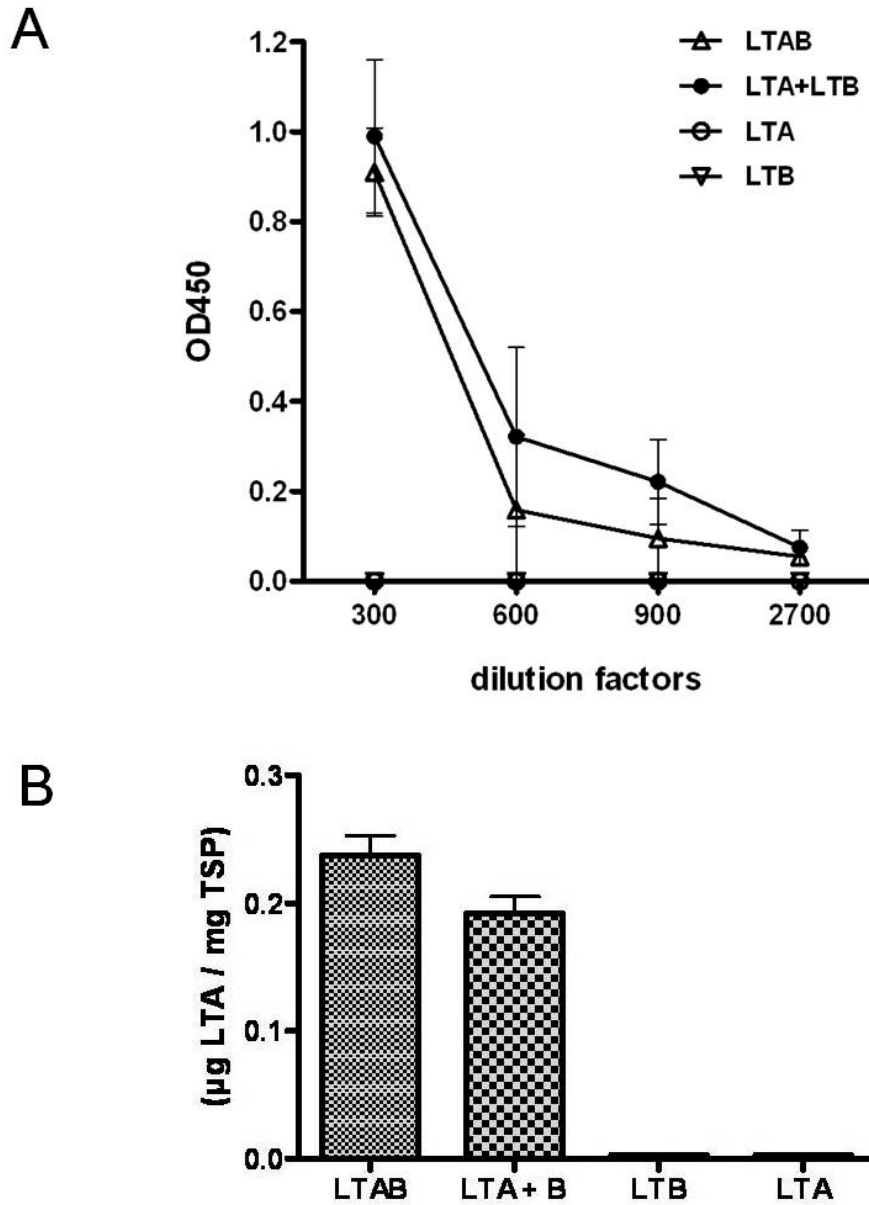 A
1.2
1.0
0.8
0.6
0.4
0.2
0.0
OD450
LTAB
LTA+LTB
LTA
LTB
300 600 900 2700
dilution factors
B
0.3
0.2
0.1
0.0
(µg LTA / mg TSP)
LTAB LTA+ B LTB LTA